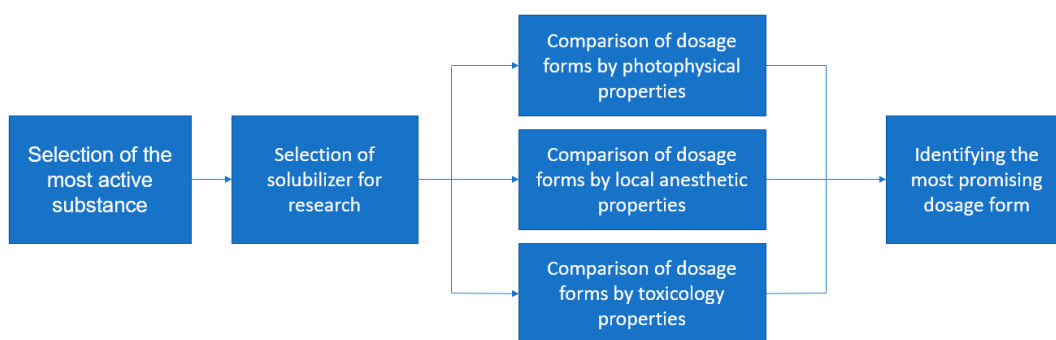 Selection of the
most active
substance
Selection of
solubilizer for
research
Comparison of dosage
forms by photophysical
properties
Comparison of dosage
forms by local anesthetic
properties
Comparison of dosage
forms by toxicology
properties
Identifying the
most promising
dosage form